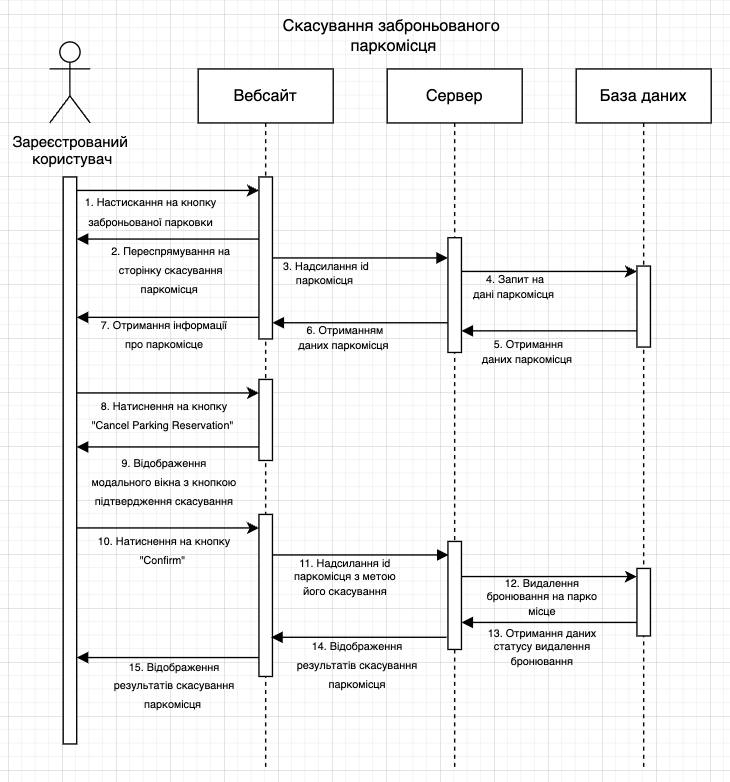 Скасування заброньованого
паркомісця
Вебсайт
Сервер
База даних
Зареєстрований
користувач
1. Настискання на кнопку
заброньованої парковки
2. Переспрямування на
сторінку скасування
паркомісця
3. Надсилання id
паркомісця
4. Запит на
дані паркомісця
5. Отримання
даних паркомісця
6. Отриманням
даних паркомісця
7. Отримання інформації
про паркомісце
8. Натиснення на кнопку
"Cancel Parking Reservation"
9. Відображення
модального вікна з кнопкою
підтвердження скасування
10. Натиснення на кнопку
"Confirm"
11. Надсилання id
паркомісця з метою
його скасування
12. Видалення
бронювання на парко
місце
13. Отримання даних
статусу видалення
бронювання
14. Відображення
результатів скасування
паркомісця
15. Відображення
результатів скасування
паркомісця